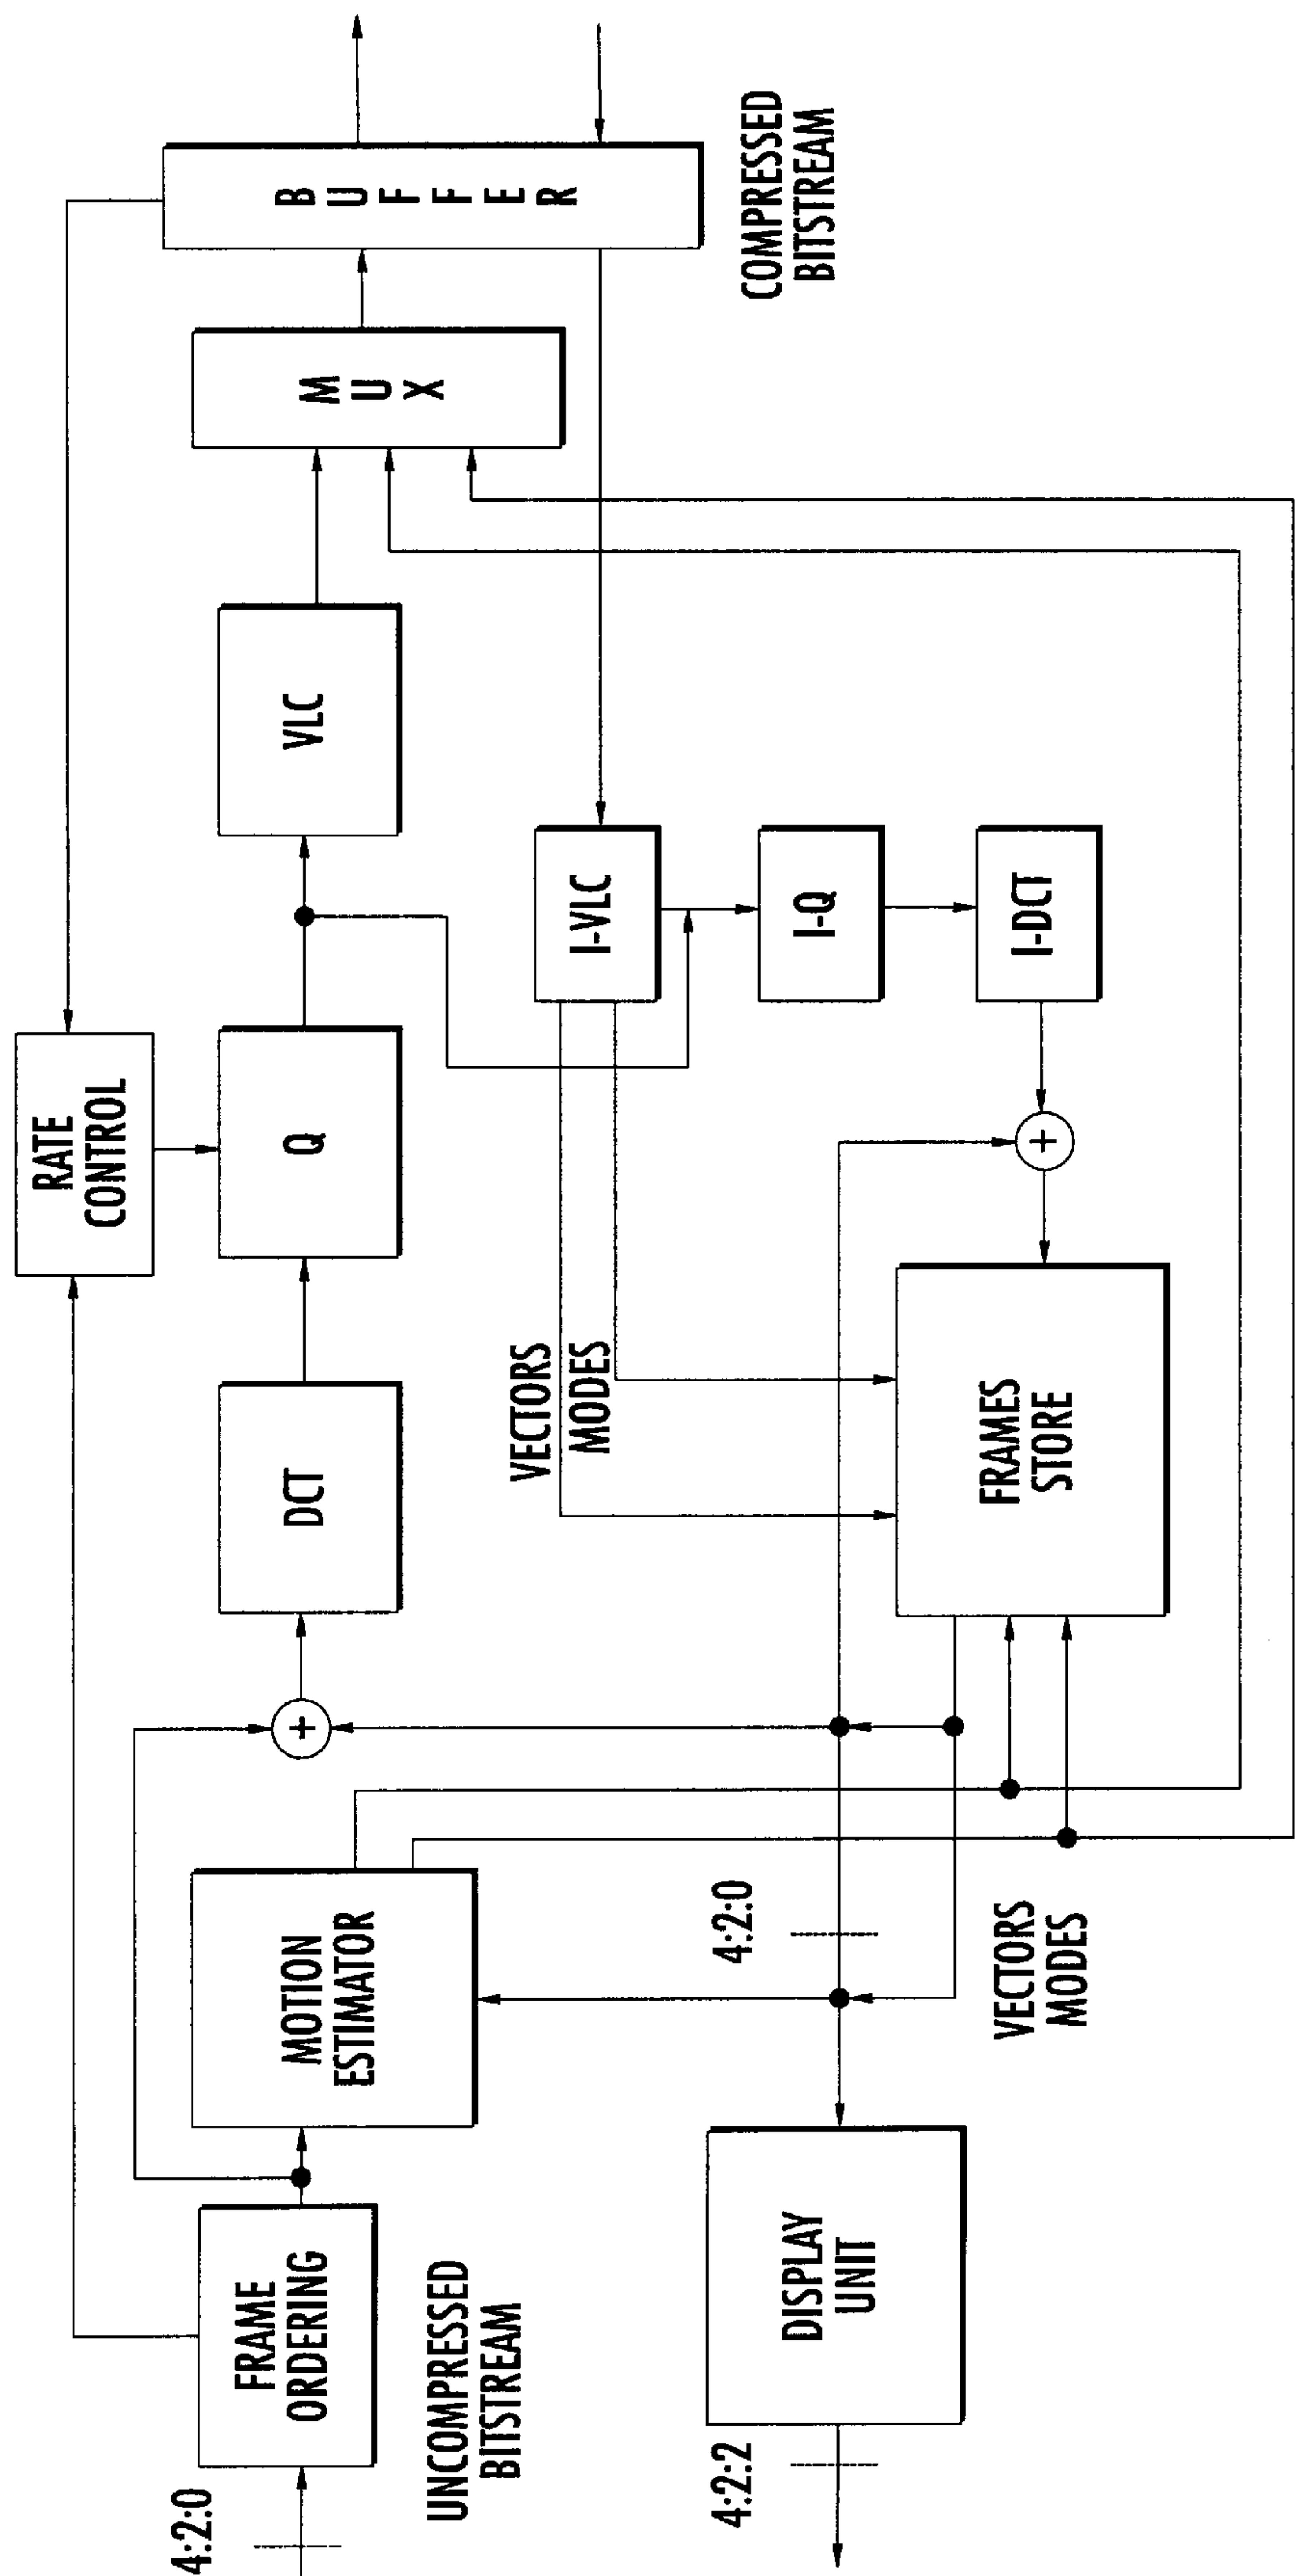 RATE
CONTROL
4:2:0
FRAME
ORDERING
UNCOMPRESSED
BITSTREAM
MOTION
ESTIMATOR
+
DCT
Q
VLC
MUX
BUFFER
COMPRESSED
BITSTREAM
VECTORS
MODES
I-VLC
I-Q
I-DCT
+
FRAMES
STORE
4:2:0
VECTORS
MODES
DISPLAY
UNIT
4:2:2